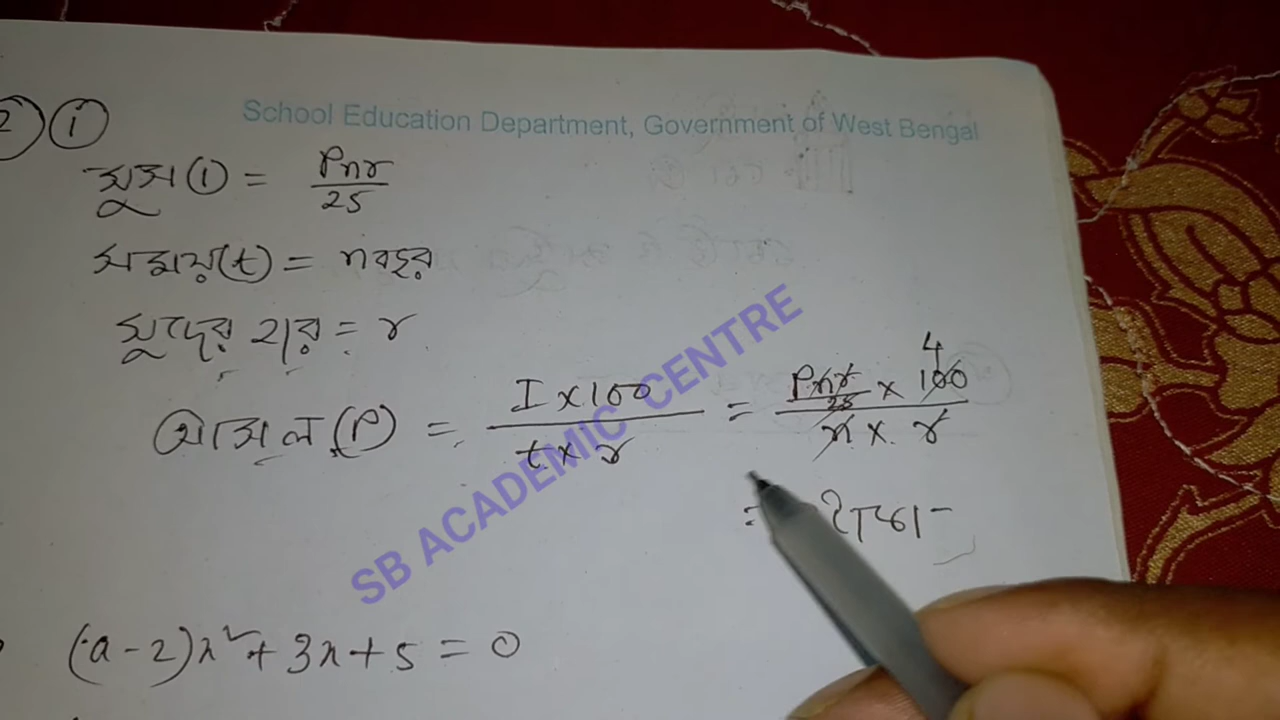 2 i
School Education Department, Government of West Bengal
সুদ (I) = Pnr/25
সময় (t) = n বছর
সুদের হার = r
আসল (P) = I×100/t×r = Pnr/25 × 100/n × r
4
= টাকা
SB ACADEMIC CENTRE
(a-2)x²+3x+5=0